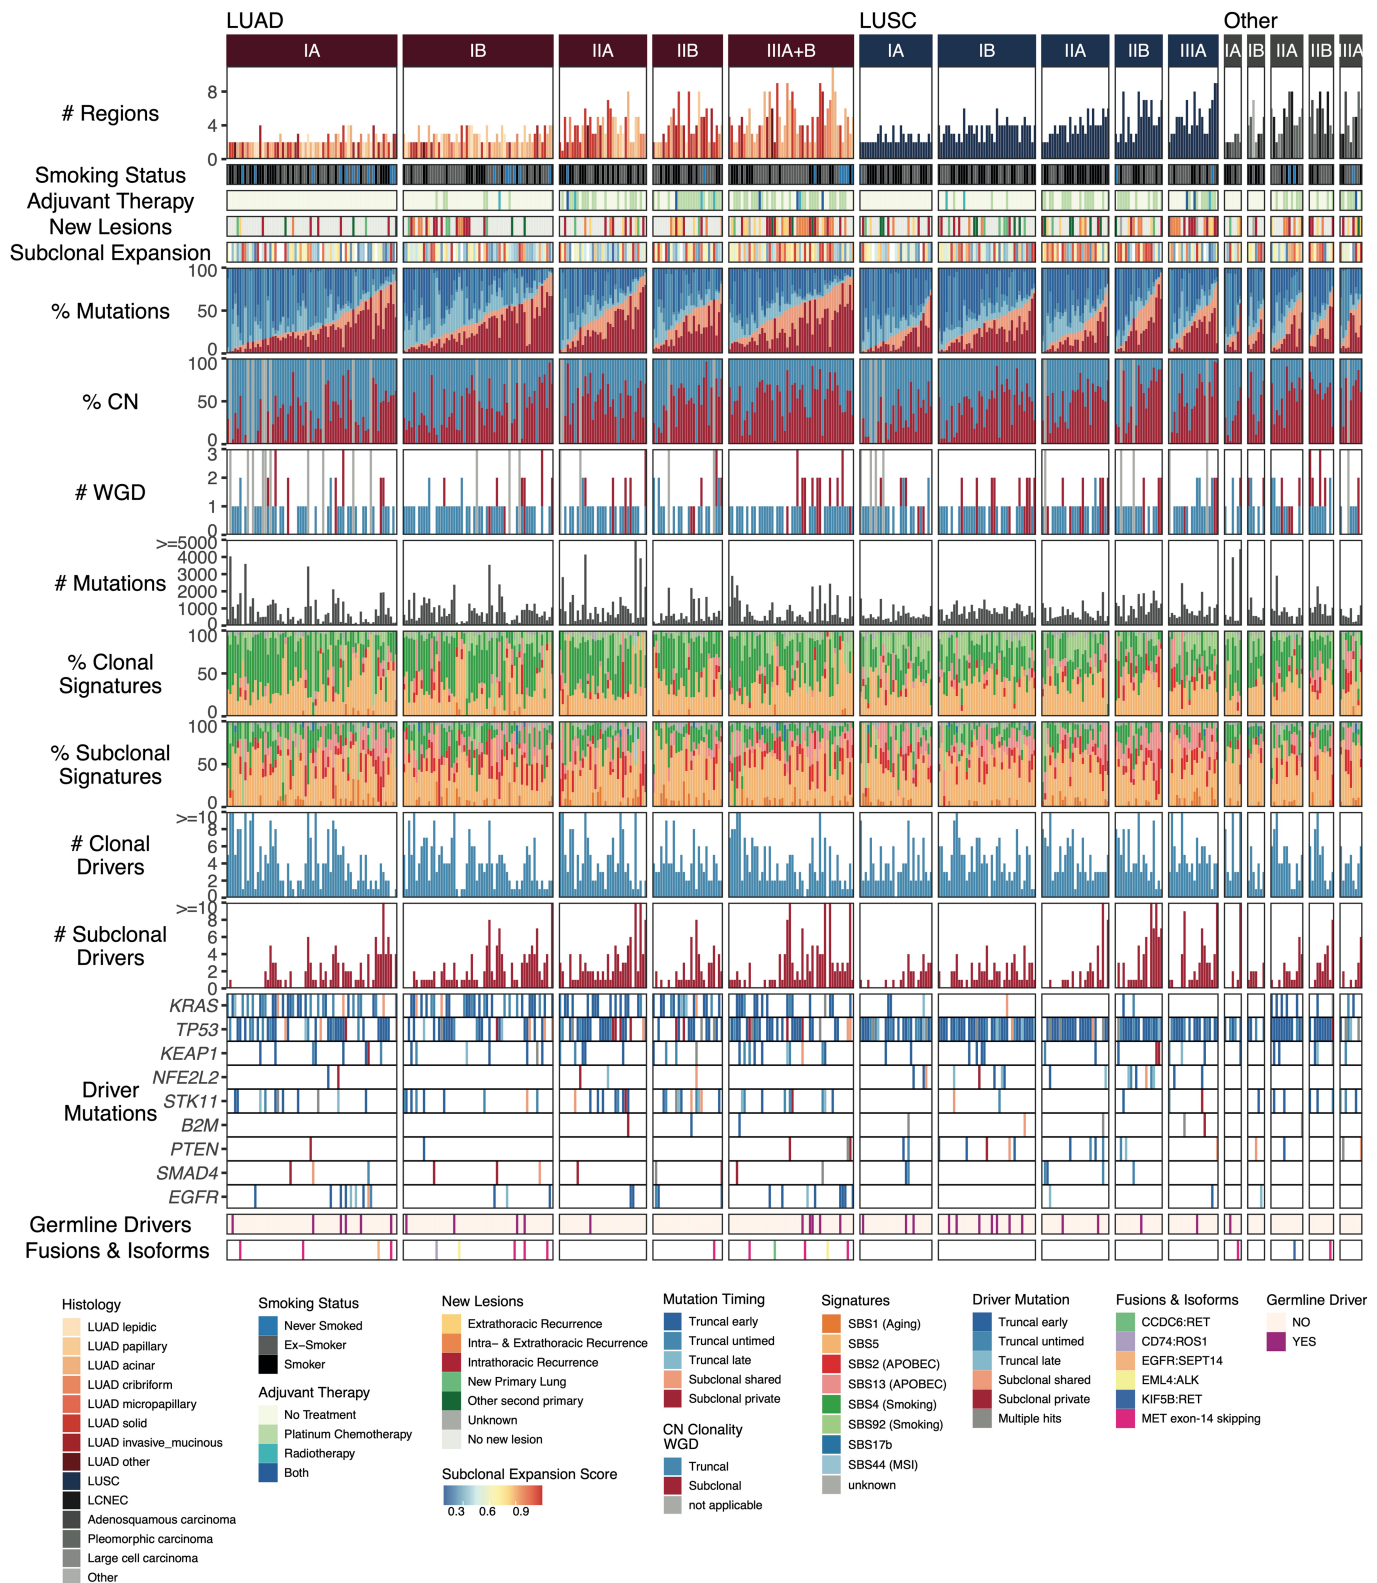 LUAD LUSC Other
IA IB IIA IIB IIIA+B IA IB IIA IIB IIIA IA IB IIA IIB IIIA
# Regions
8
4
0
Smoking Status
Adjuvant Therapy
New Lesions
Subclonal Expansion
% Mutations
100
50
0
% CN
100
50
0
# WGD
3
2
1
0
# Mutations
>=5000
4000
3000
2000
1000
0
% Clonal
Signatures
100
50
0
% Subclonal
Signatures
100
50
0
# Clonal
Drivers
>=10
8
6
4
2
0
# Subclonal
Drivers
>=10
8
6
4
2
0
Driver
Mutations
KRAS
TP53
KEAP1
NFE2L2
STK11
B2M
PTEN
SMAD4
EGFR
Germline Drivers
Fusions & Isoforms
Histology
LUAD lepidic
LUAD papillary
LUAD acinar
LUAD cribriform
LUAD micropapillary
LUAD solid
LUAD invasive_mucinous
LUAD other
LUSC
LCNEC
Adenosquamous carcinoma
Pleomorphic carcinoma
Large cell carcinoma
Other
Smoking Status
Never Smoked
Ex−Smoker
Smoker
Adjuvant Therapy
No Treatment
Platinum Chemotherapy
Radiotherapy
Both
New Lesions
Extrathoracic Recurrence
Intra− & Extrathoracic Recurrence
Intrathoracic Recurrence
New Primary Lung
Other second primary
Unknown
No new lesion
Subclonal Expansion Score
0.3 0.6 0.9
Mutation Timing
Truncal early
Truncal untimed
Truncal late
Subclonal shared
Subclonal private
CN Clonality
WGD
Truncal
Subclonal
not applicable
Signatures
SBS1 (Aging)
SBS5
SBS2 (APOBEC)
SBS13 (APOBEC)
SBS4 (Smoking)
SBS92 (Smoking)
SBS17b
SBS44 (MSI)
unknown
Driver Mutation
Truncal early
Truncal untimed
Truncal late
Subclonal shared
Subclonal private
Multiple hits
Fusions & Isoforms
CCDC6:RET
CD74:ROS1
EGFR:SEPT14
EML4:ALK
KIF5B:RET
MET exon-14 skipping
Germline Driver
NO
YES